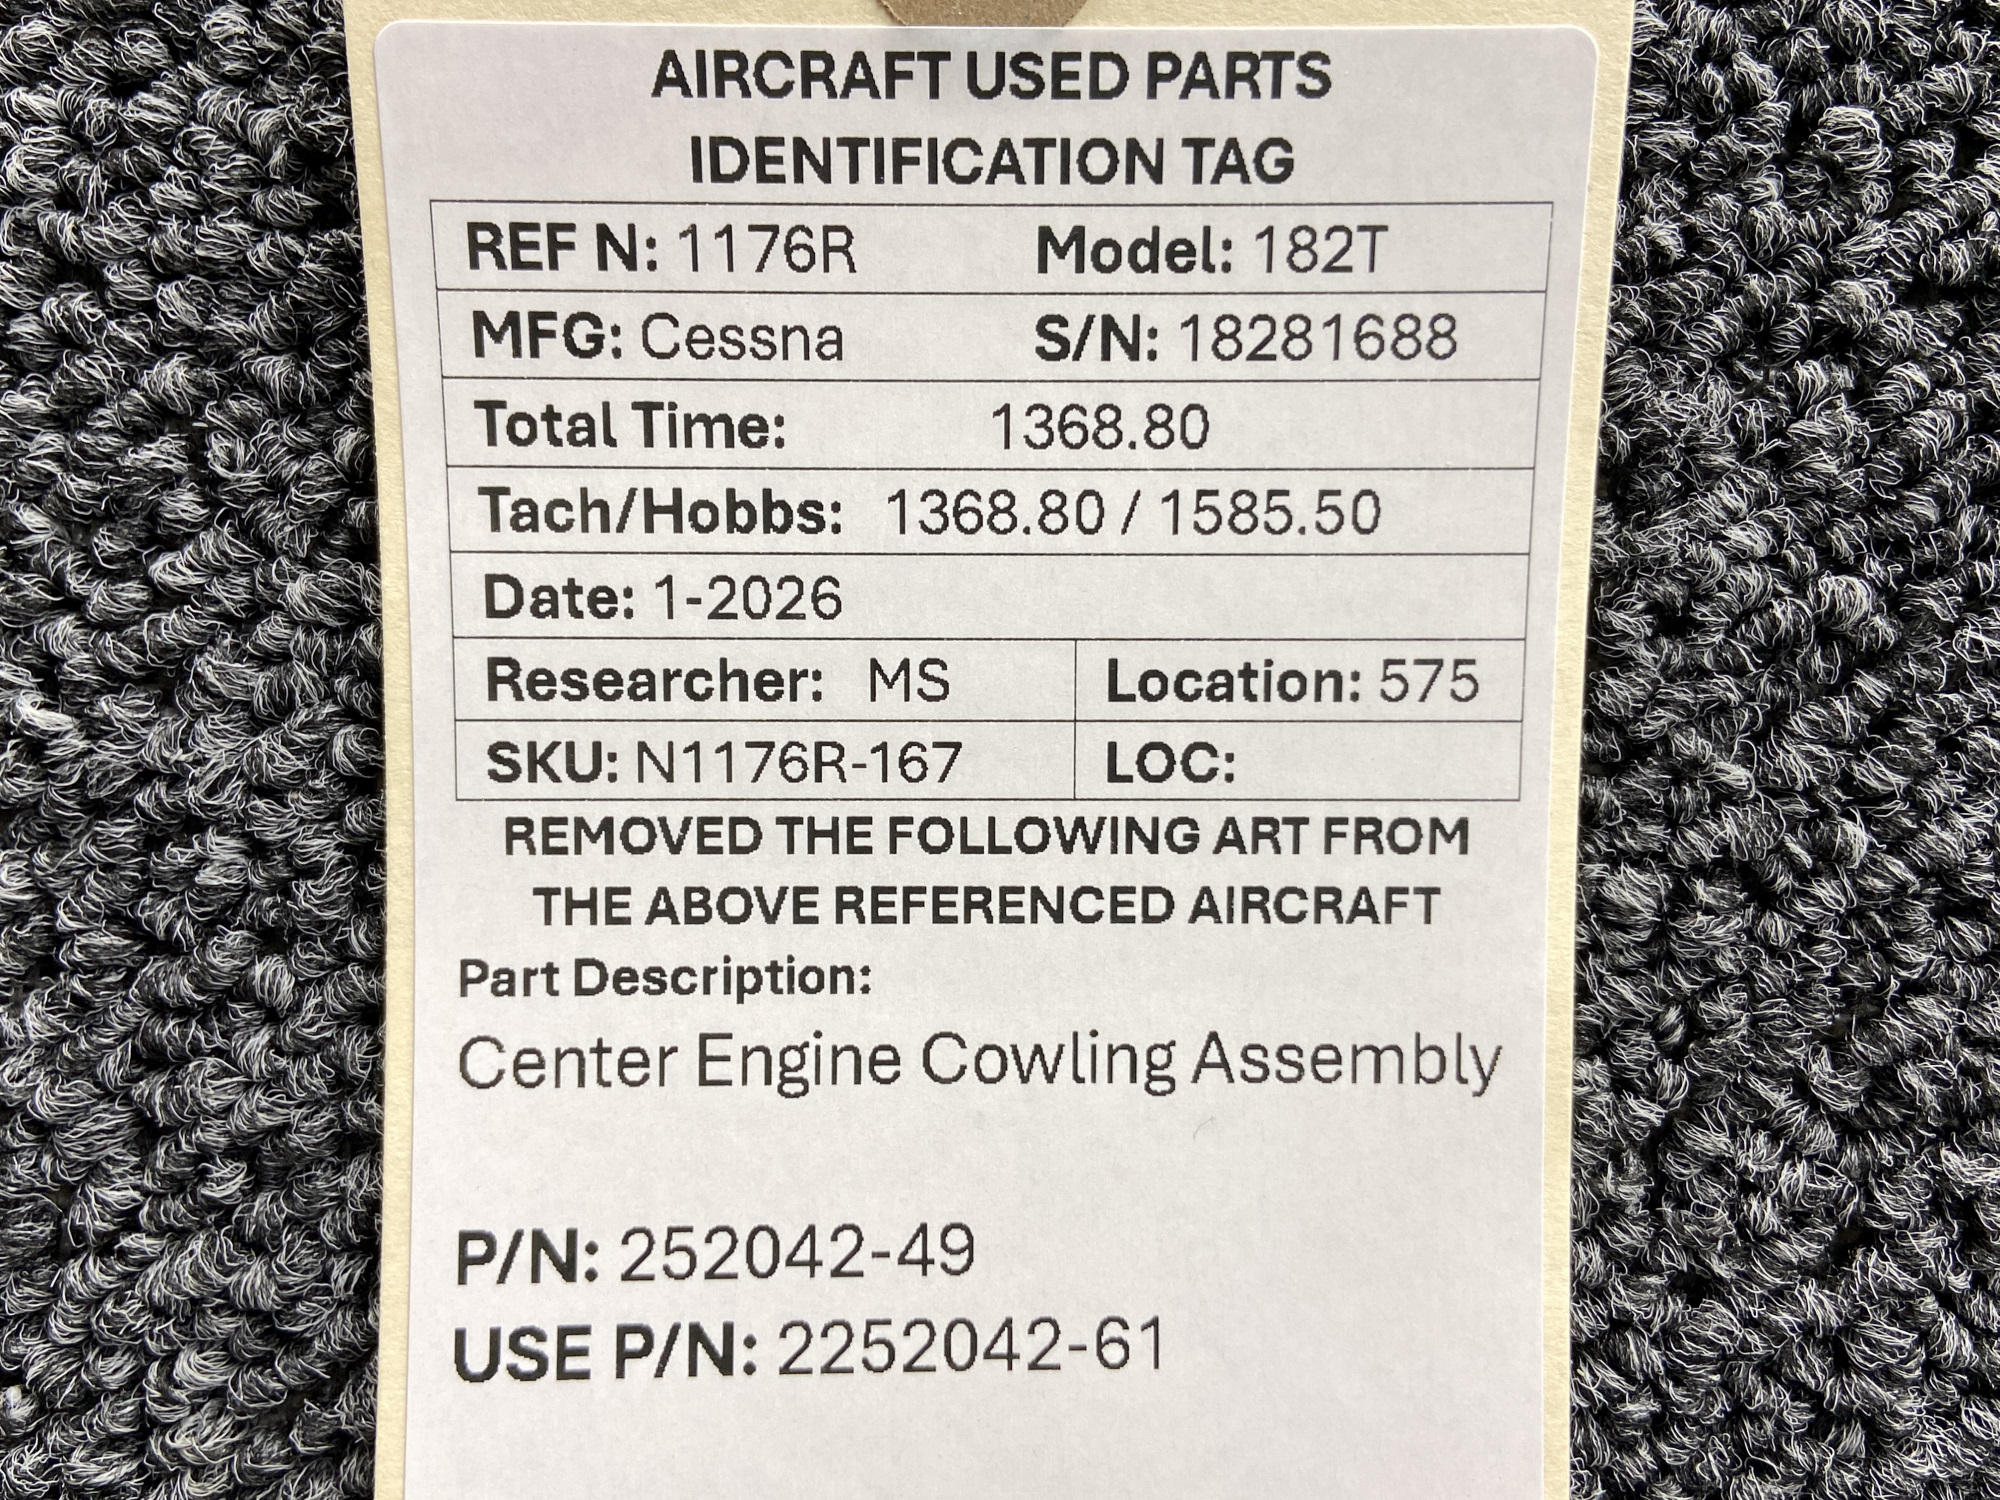 AIRCRAFT USED PARTS
IDENTIFICATION TAG
REF N: 1176R Model: 182T
MFG: Cessna S/N: 18281688
Total Time: 1368.80
Tach/Hobbs: 1368.80 / 1585.50
Date: 1-2026
Researcher: MS Location: 575
SKU: N1176R-167 LOC:
REMOVED THE FOLLOWING ART FROM
THE ABOVE REFERENCED AIRCRAFT
Part Description:
Center Engine Cowling Assembly
P/N: 252042-49
USE P/N: 2252042-61